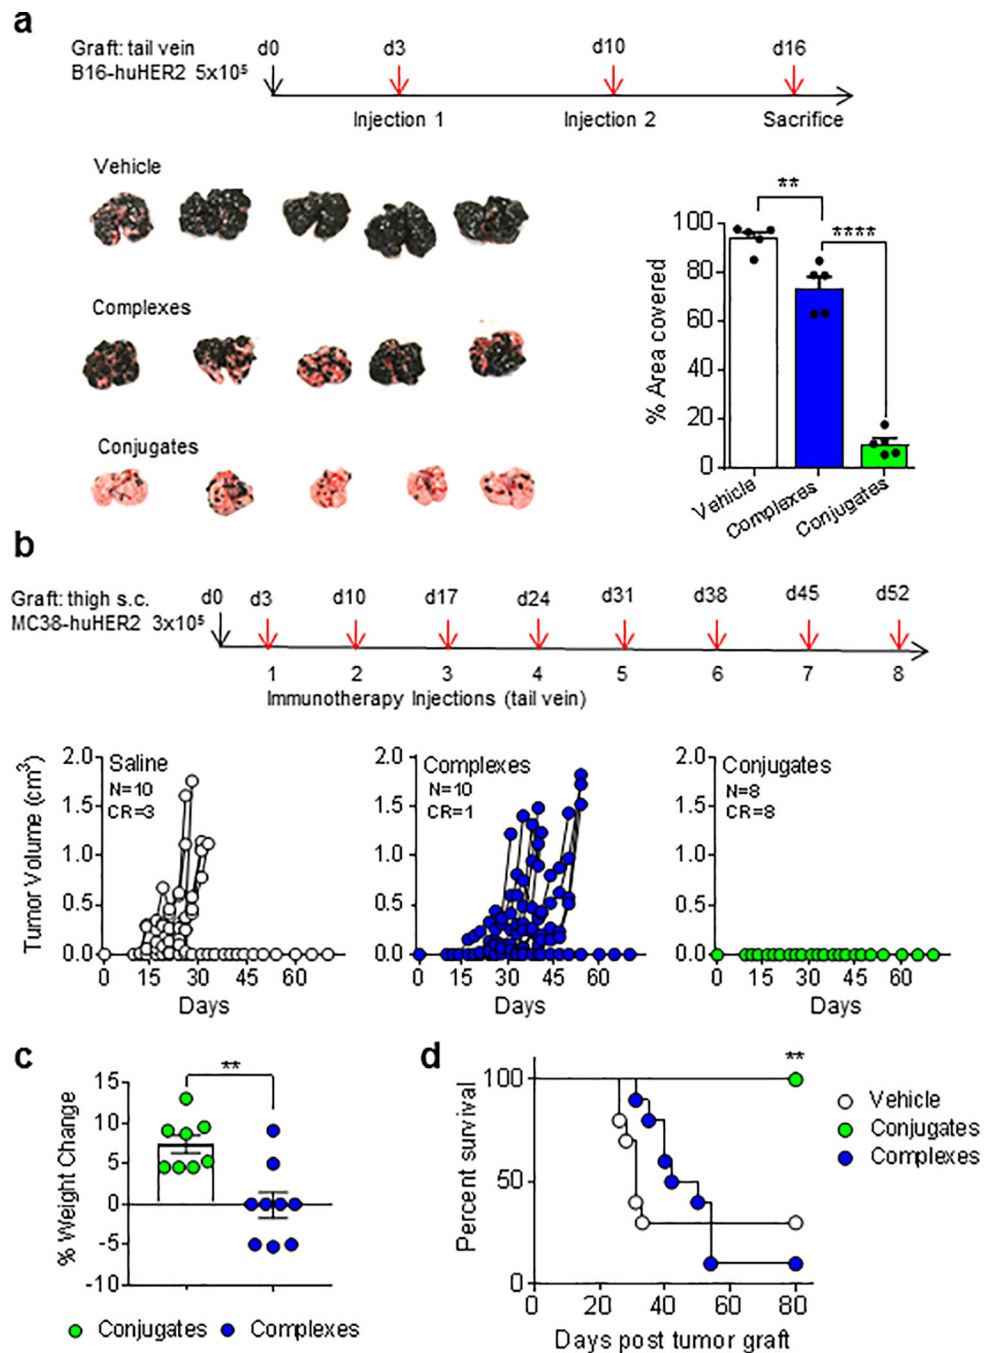 a
Graft: tail vein
B16-huHER2 5x10⁵
d0 d3 d10 d16
Injection 1 Injection 2 Sacrifice
Vehicle
Complexes
Conjugates
% Area covered
100
80
60
40
20
0
**
****
Vehicle Complexes Conjugates
b
Graft: thigh s.c.
MC38-huHER2 3x10⁵
d0 d3 d10 d17 d24 d31 d38 d45 d52
1 2 3 4 5 6 7 8
Immunotherapy Injections (tail vein)
Tumor Volume (cm³)
2.0
1.5
1.0
0.5
0.0
Saline
N=10
CR=3
0 15 30 45 60
Days
2.0
1.5
1.0
0.5
0.0
Complexes
N=10
CR=1
0 15 30 45 60
Days
2.0
1.5
1.0
0.5
0.0
Conjugates
N=8
CR=8
0 15 30 45 60
Days
c
% Weight Change
15
10
5
0
-5
-10
**
Conjugates Complexes
d
Percent survival
100
50
0
**
0 20 40 60 80
Days post tumor graft
Vehicle
Conjugates
Complexes